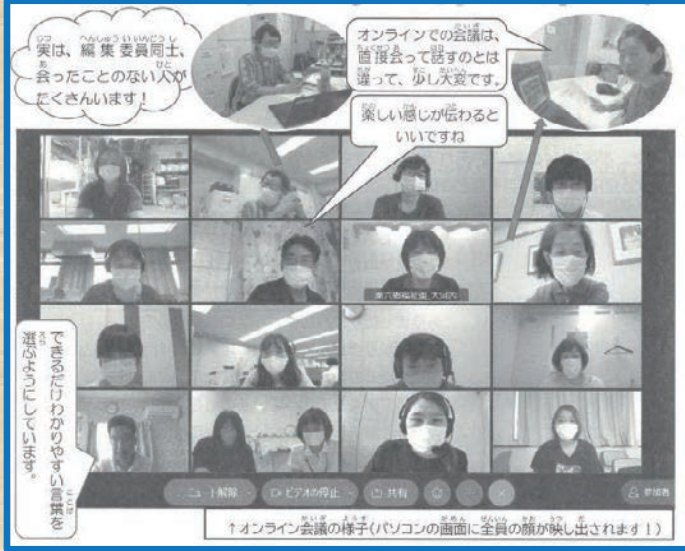 実は、編集委員同士、
会ったことのない人が
たくさんいます！
オンラインでの会議は、
直接会って話すのとは
違って、少し大変です。
楽しい感じが伝わると
いいですね
できるだけわかりやすい言葉を
選ぶようにしています。
ミュート解除
ビデオの停止
共有
参加者
↑オンライン会議の様子(パソコンの画面に全員の顔が映し出されます！)